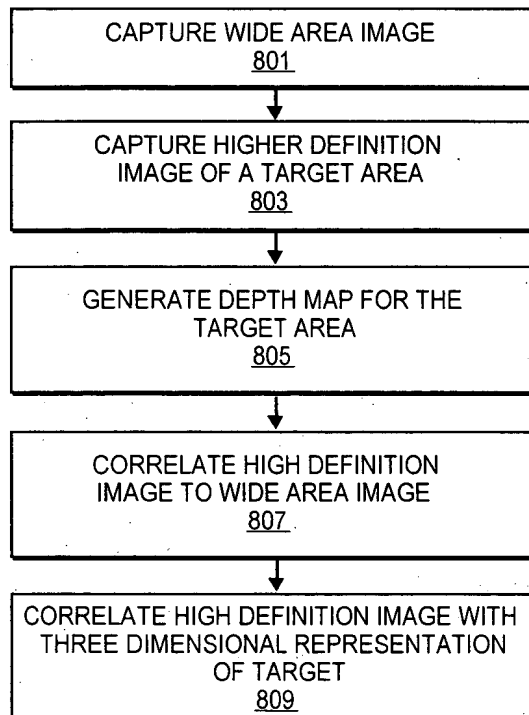 CAPTURE WIDE AREA IMAGE
801
CAPTURE HIGHER DEFINITION
IMAGE OF A TARGET AREA
803
GENERATE DEPTH MAP FOR THE
TARGET AREA
805
CORRELATE HIGH DEFINITION
IMAGE TO WIDE AREA IMAGE
807
CORRELATE HIGH DEFINITION IMAGE WITH
THREE DIMENSIONAL REPRESENTATION
OF TARGET
809